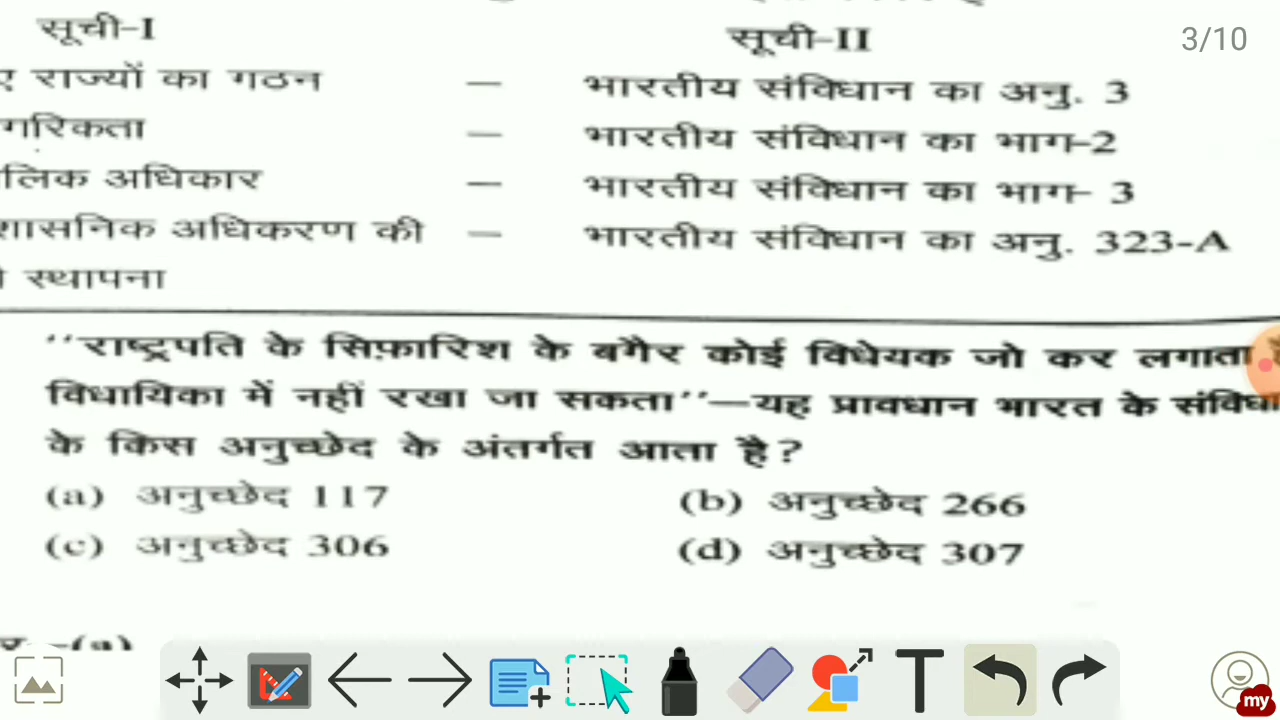 सूची-I
सूची-II
3/10
राज्यों का गठन — भारतीय संविधान का अनु. 3
गरिकता — भारतीय संविधान का भाग-2
लिक अधिकार — भारतीय संविधान का भाग- 3
शासनिक अधिकरण की — भारतीय संविधान का अनु. 323-A
स्थापना
''राष्ट्रपति के सिफ़ारिश के बगैर कोई विधेयक जो कर लगाता
विधायिका में नहीं रखा जा सकता''—यह प्रावधान भारत के संविधा
के किस अनुच्छेद के अंतर्गत आता है?
(a) अनुच्छेद 117
(b) अनुच्छेद 266
(c) अनुच्छेद 306
(d) अनुच्छेद 307
-(a)
my